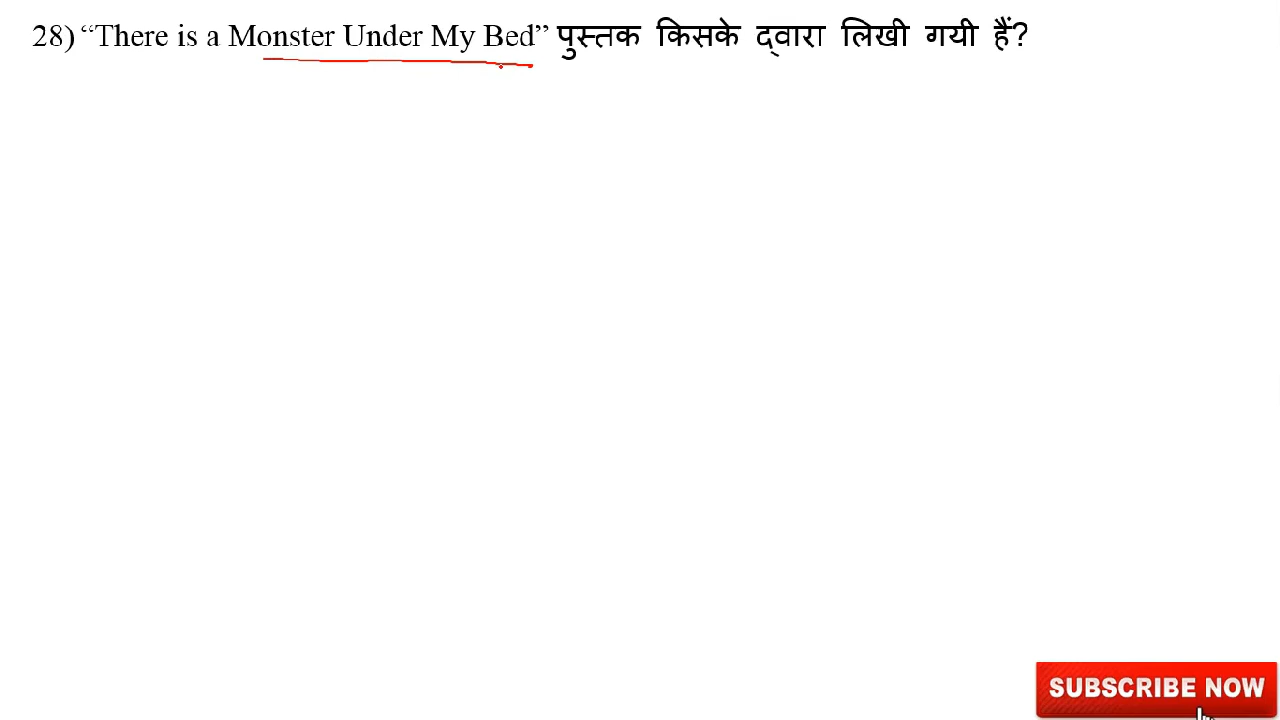 28) “There is a Monster Under My Bed” पुस्तक किसके द्वारा लिखी गयी हैं?
SUBSCRIBE NOW